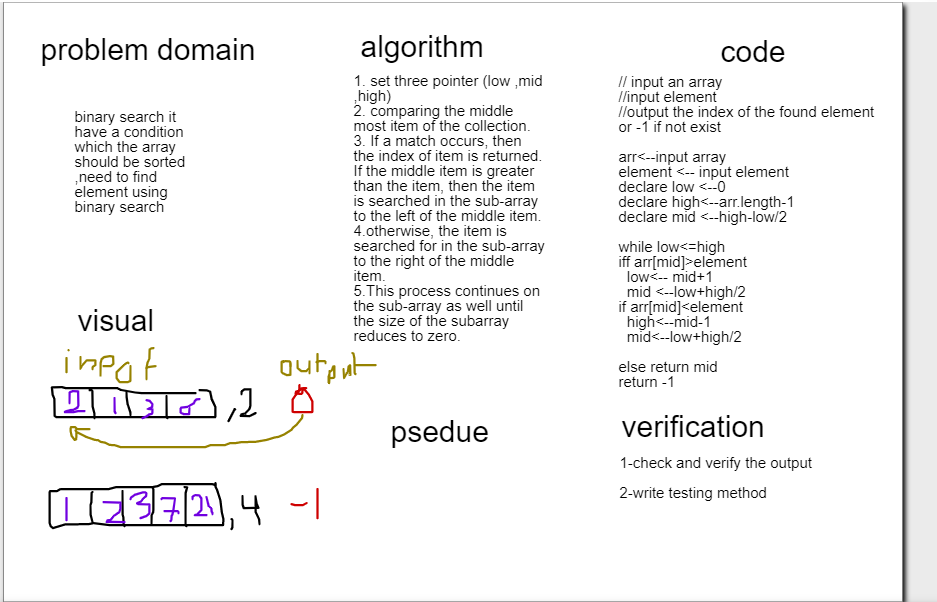 problem domain
binary search it
have a condition
which the array
should be sorted
,need to find
element using
binary search
algorithm
1. set three pointer (low ,mid
,high)
2. comparing the middle
most item of the collection.
3. If a match occurs, then
the index of item is returned.
If the middle item is greater
than the item, then the item
is searched in the sub-array
to the left of the middle item.
4.otherwise, the item is
searched for in the sub-array
to the right of the middle
item.
5.This process continues on
the sub-array as well until
the size of the subarray
reduces to zero.
code
// input an array
//input element
//output the index of the found element
or -1 if not exist
arr<--input array
element <-- input element
declare low <--0
declare high<--arr.length-1
declare mid <--high-low/2
while low<=high
iff arr[mid]>element
low<-- mid+1
mid <--low+high/2
if arr[mid]<element
high<--mid-1
mid<--low+high/2
else return mid
return -1
visual
output
2 1 3 ,2
1 2 3 7 21 ,4 -1
psedue
verification
1-check and verify the output
2-write testing method